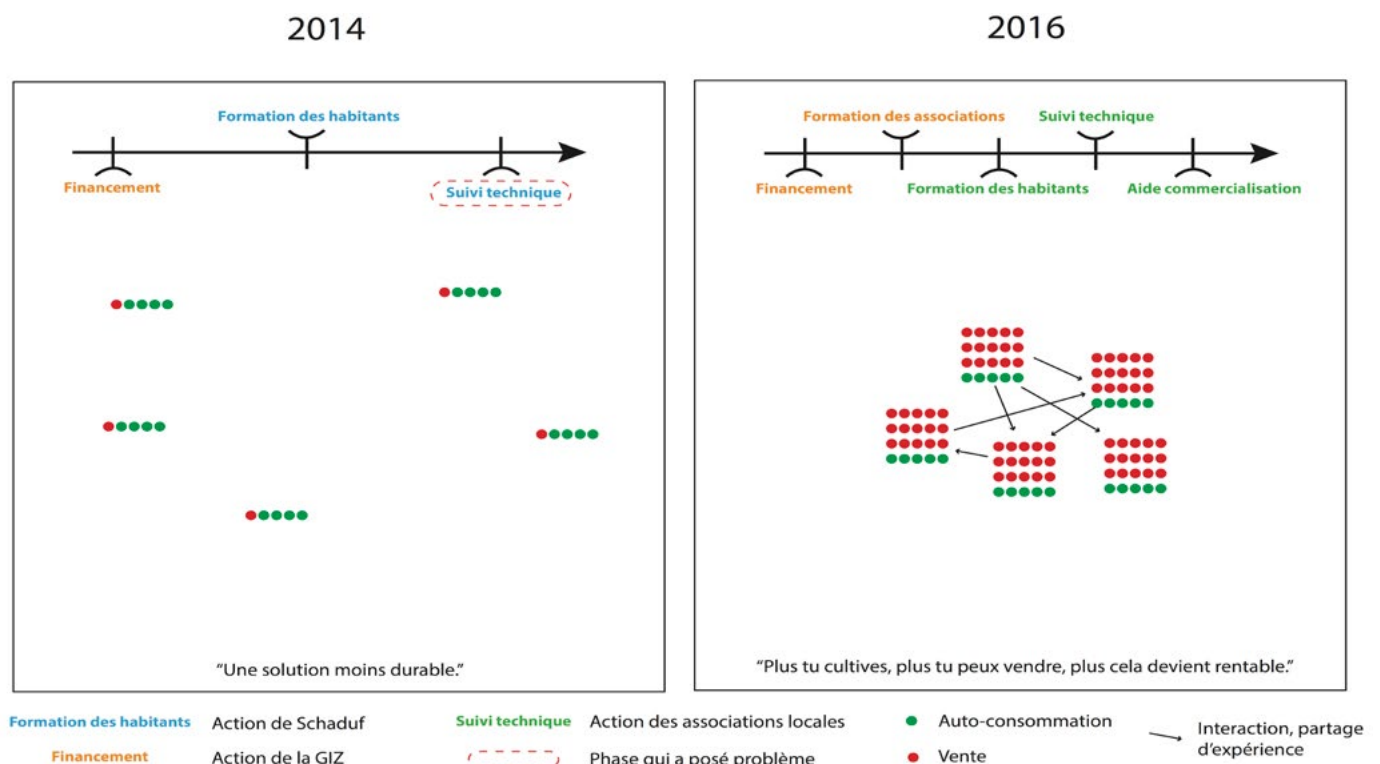 2014
2016
Formation des habitants
Financement
Suivi technique
"Une solution moins durable."
Formation des associations
Suivi technique
Financement
Formation des habitants
Aide commercialisation
"Plus tu cultives, plus tu peux vendre, plus cela devient rentable."
Formation des habitants
Action de Schaduf
Suivi technique
Action des associations locales
Auto-consommation
Interaction, partage
d'expérience
Financement
Action de la GIZ
Phase qui a posé problème
Vente